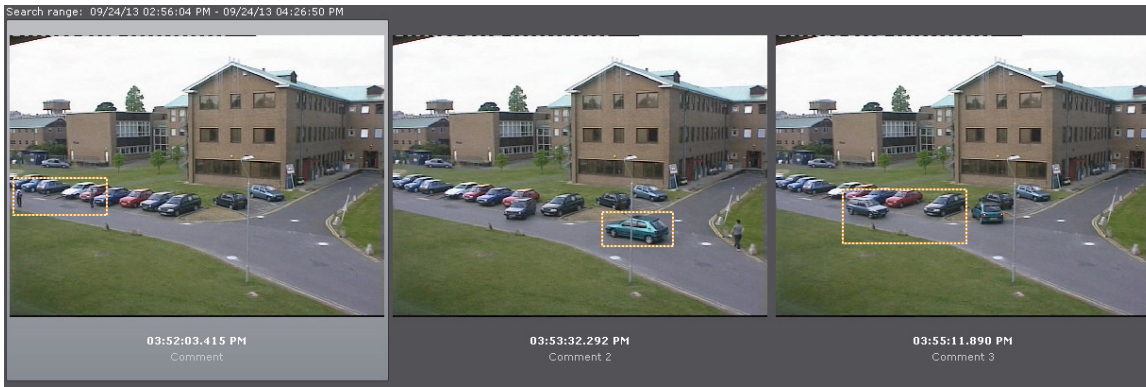 Search range: 09/24/13 02:56:04 PM - 09/24/13 04:26:50 PM
03:52:03.415 PM
Comment
03:53:32.292 PM
Comment 2
03:55:11.890 PM
Comment 3